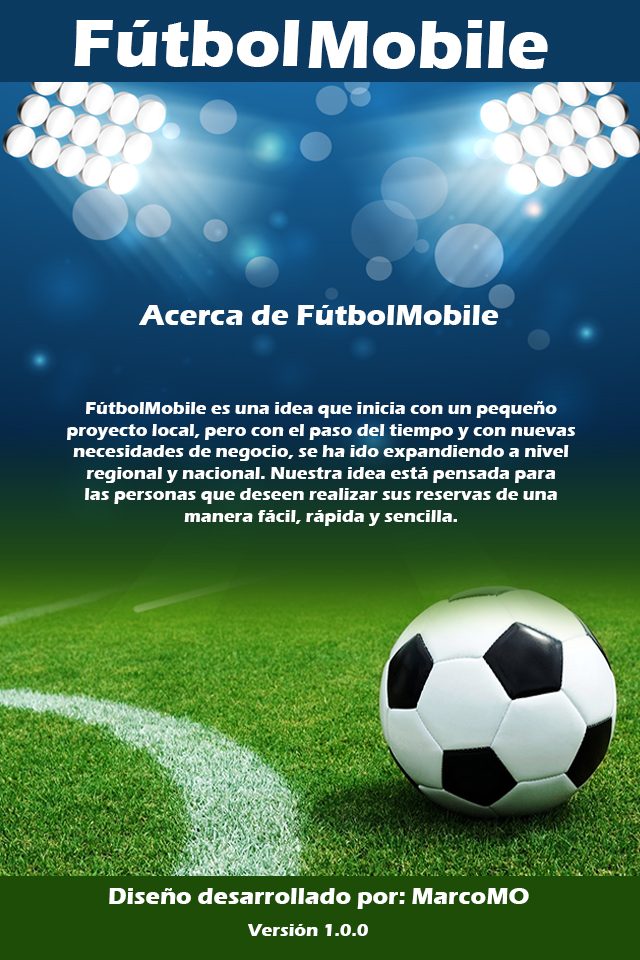 FútbolMobile
Acerca de FútbolMobile
FútbolMobile es una idea que inicia con un pequeño
proyecto local, pero con el paso del tiempo y con nuevas
necesidades de negocio, se ha ido expandiendo a nivel
regional y nacional. Nuestra idea está pensada para
las personas que deseen realizar sus reservas de una
manera fácil, rápida y sencilla.
Diseño desarrollado por: MarcoMO
Versión 1.0.0